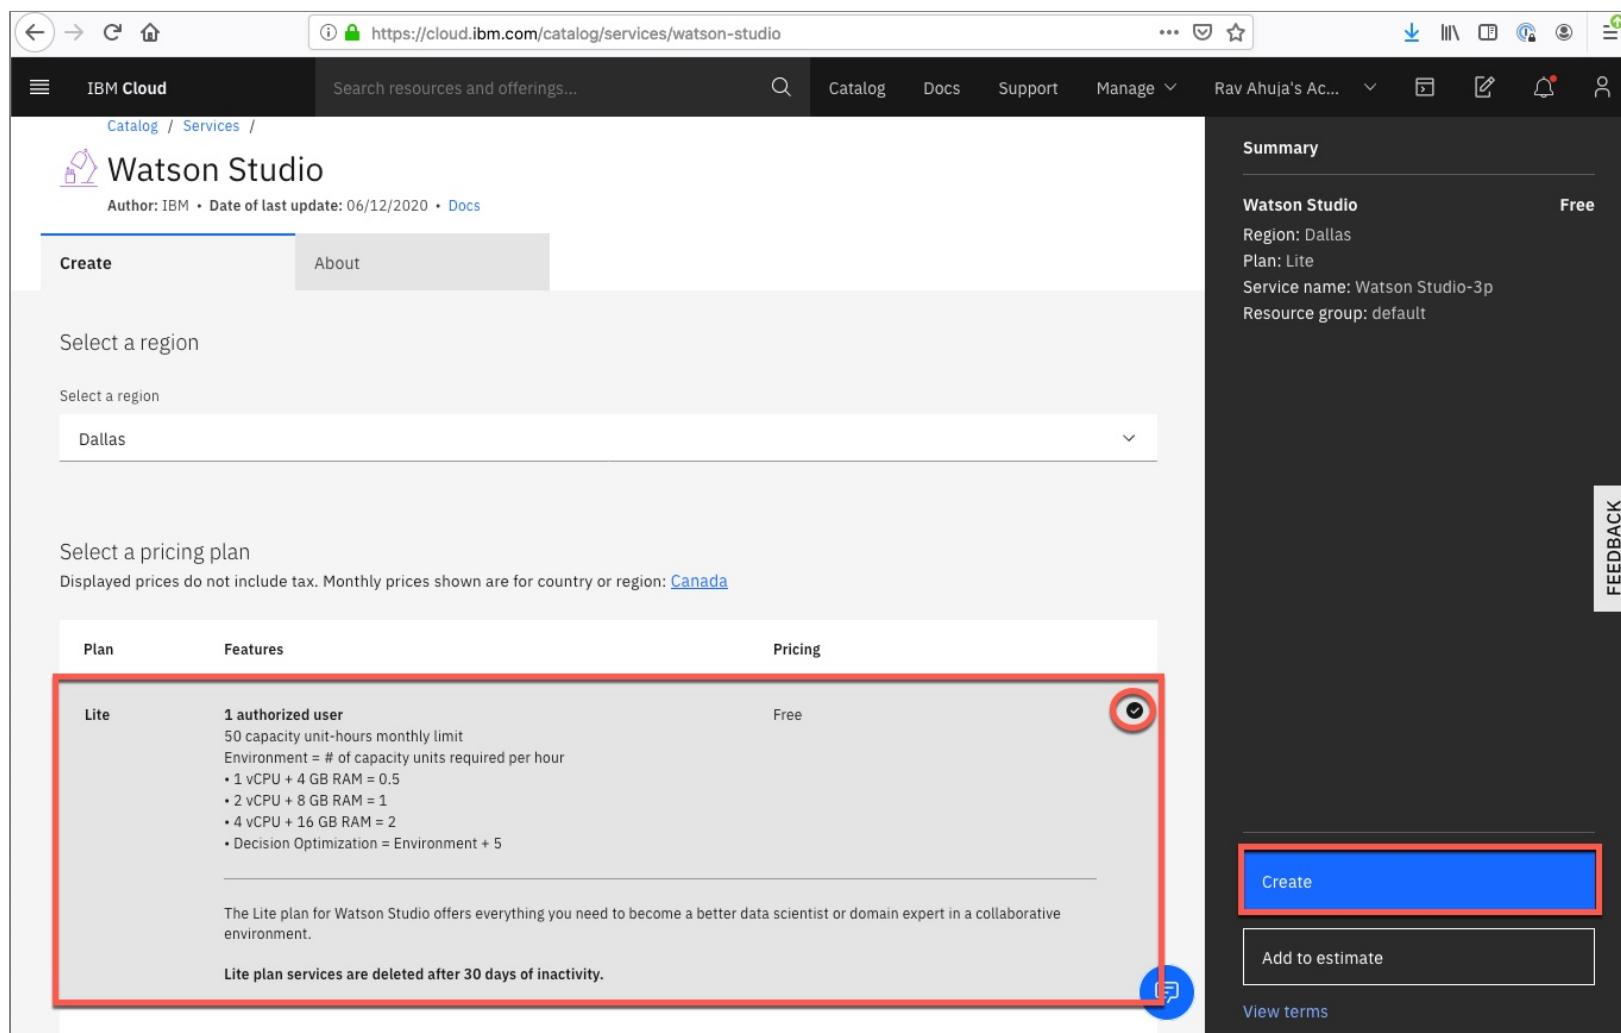 https://cloud.ibm.com/catalog/services/watson-studio
IBM Cloud
Search resources and offerings...
Catalog
Docs
Support
Manage
Rav Ahuja's Ac...
Catalog / Services /
Watson Studio
Author: IBM • Date of last update: 06/12/2020 • Docs
Create
About
Select a region
Select a region
Dallas
Select a pricing plan
Displayed prices do not include tax. Monthly prices shown are for country or region: Canada
Plan
Features
Pricing
Lite
1 authorized user
Free
50 capacity unit-hours monthly limit
Environment = # of capacity units required per hour
• 1 vCPU + 4 GB RAM = 0.5
• 2 vCPU + 8 GB RAM = 1
• 4 vCPU + 16 GB RAM = 2
• Decision Optimization = Environment + 5
The Lite plan for Watson Studio offers everything you need to become a better data scientist or domain expert in a collaborative
environment.
Lite plan services are deleted after 30 days of inactivity.
Summary
Watson Studio
Free
Region: Dallas
Plan: Lite
Service name: Watson Studio-3p
Resource group: default
FEEDBACK
Create
Add to estimate
View terms